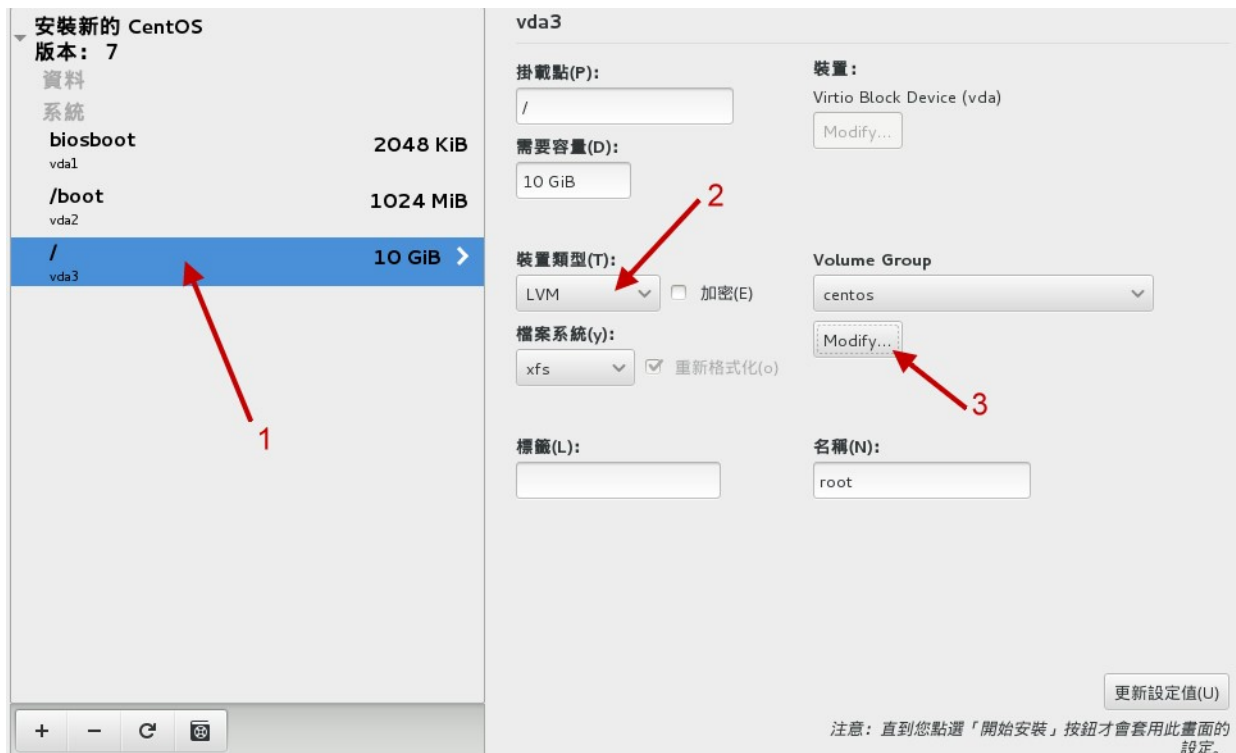 安裝新的 CentOS
版本： 7
資料
系統
biosboot
2048 KiB
vda1
/boot
1024 MiB
vda2
/
10 GiB
vda3
1
vda3
掛載點(P)：
/
裝置：
Virtio Block Device (vda)
Modify...
需要容量(D)：
10 GiB
2
裝置類型(T)：
LVM
加密(E)
Volume Group
centos
檔案系統(y)：
xfs
重新格式化(o)
Modify...
3
標籤(L)：
名稱(N)：
root
更新設定值(U)
注意：直到您點選「開始安裝」按鈕才會套用此畫面的
設定。